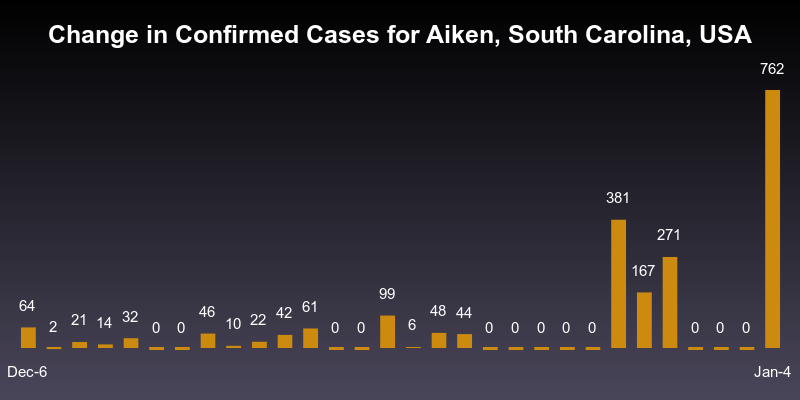 Change in Confirmed Cases for Aiken, South Carolina, USA
64 2 21 14 32 0 0 46 10 22 42 61 0 0 99 6 48 44 0 0 0 0 0 381 167 271 0 0 0 762
Dec-6 Jan-4